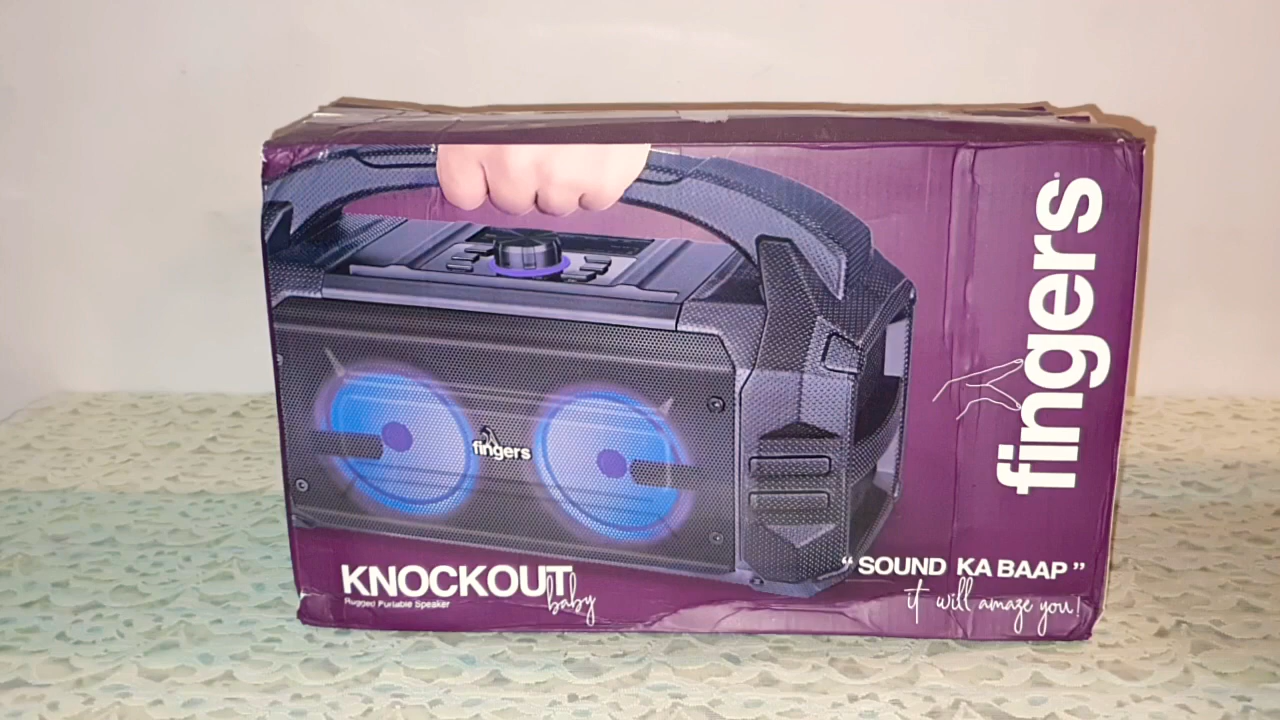 fingers
fingers
KNOCKOUT
baby
Rugged Portable Speaker
“ SOUND KA BAAP ”
it will amaze you!